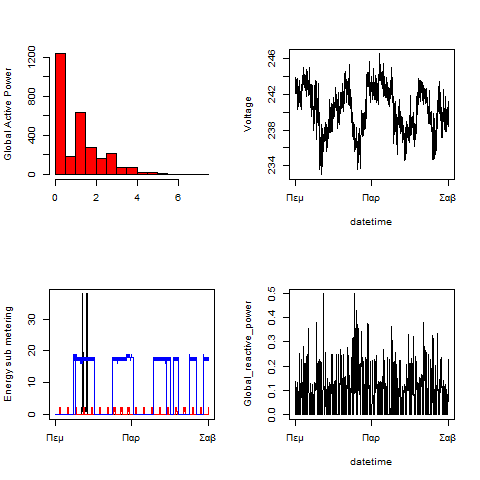 Global Active Power
0 400 800 1200
0 2 4 6
Voltage
234 238 242 246
Πεμ Παρ Σαβ
datetime
Energy sub metering
0 10 20 30
Πεμ Παρ Σαβ
Global_reactive_power
0.0 0.1 0.2 0.3 0.4 0.5
Πεμ Παρ Σαβ
datetime